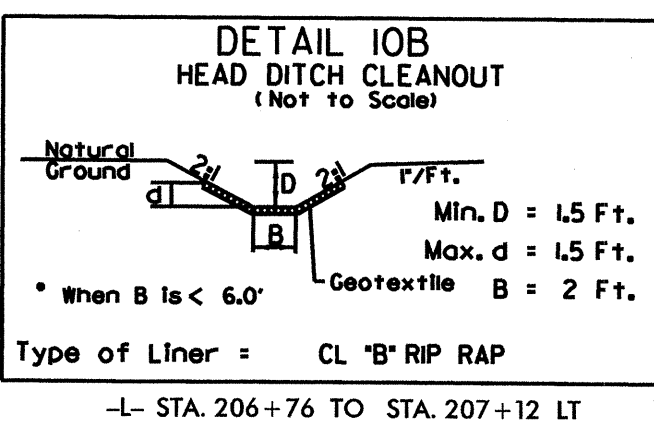 DETAIL 10B
HEAD DITCH CLEANOUT
(Not to Scale)
Natural
Ground
2:1
D
2:1
1"/Ft.
d
B
Min. D = 1.5 Ft.
Max. d = 1.5 Ft.
Geotextile
B = 2 Ft.
* When B is < 6.0'
Type of Liner = CL "B" RIP RAP
-L- STA. 206+76 TO STA. 207+12 LT